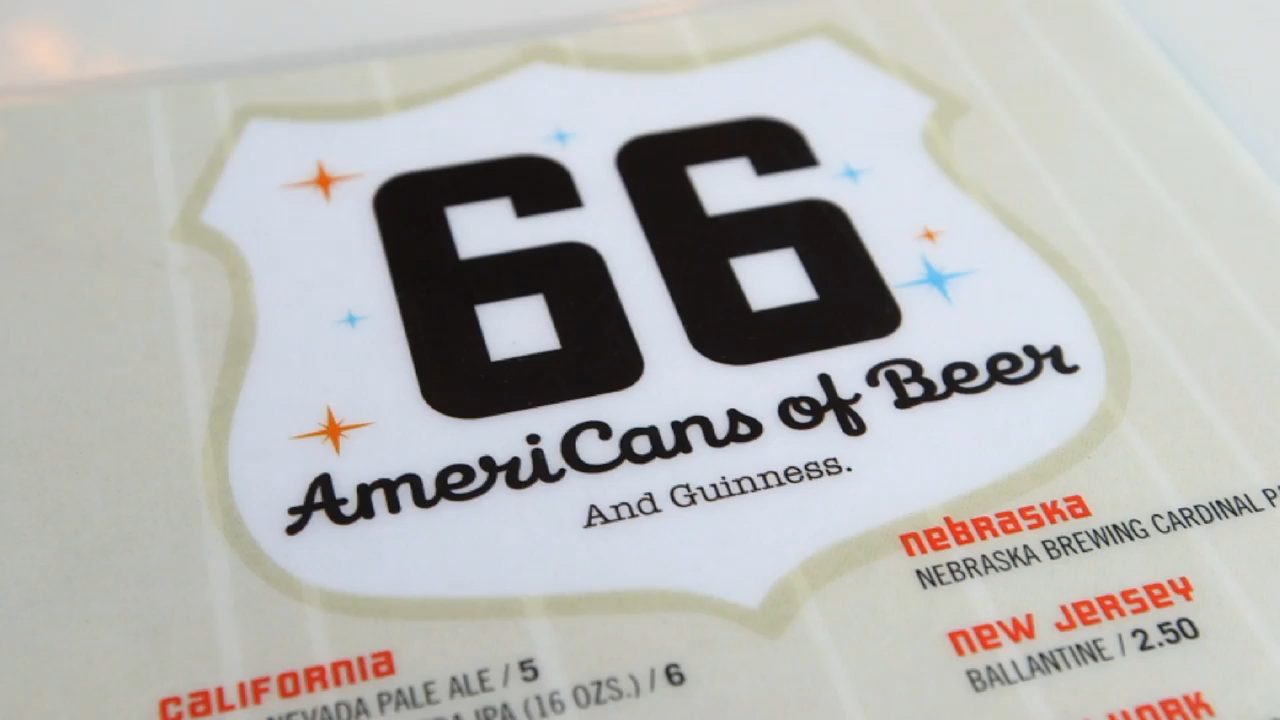 66
AmeriCans of Beer
And Guinness.
nebraska
NEBRASKA BREWING CARDINAL
new jersey
BALLANTINE / 2.50
CALIFORNIA
NEVADA PALE ALE / 5
IPA (16 OZS.) / 6